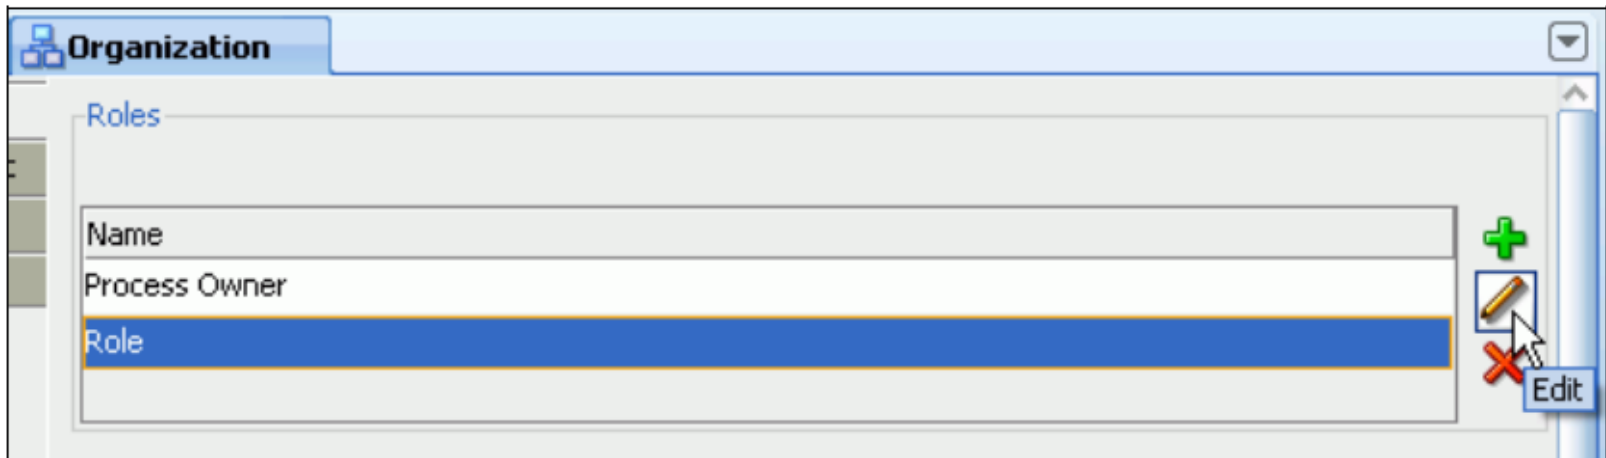 Organization
Roles
Name
Process Owner
Role
Edit